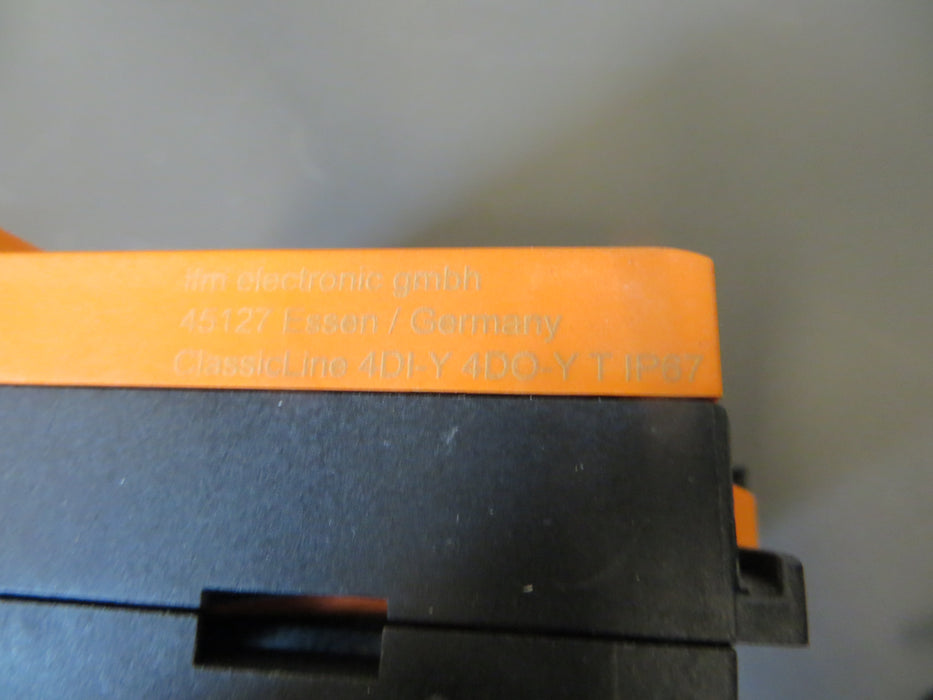 ifm electronic gmbh
45127 Essen / Germany
ClassicLine 4DI-Y 4DO-Y T IP67